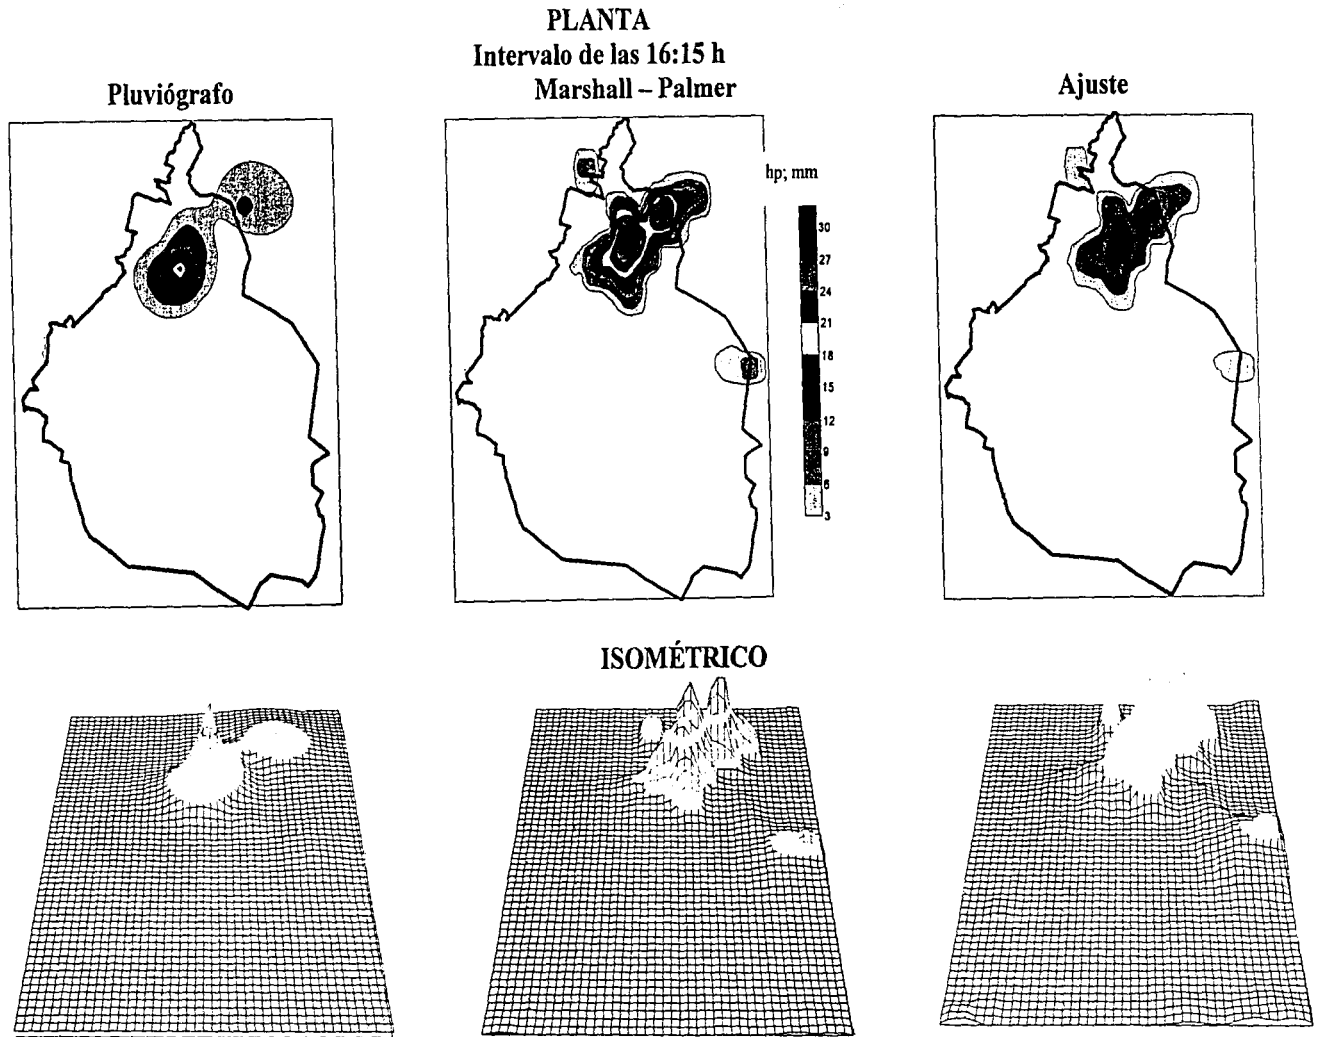 PLANTA
Intervalo de las 16:15 h
Pluviógrafo
Marshall – Palmer
Ajuste
hp; mm
30
27
24
21
18
15
12
9
6
3
ISOMÉTRICO